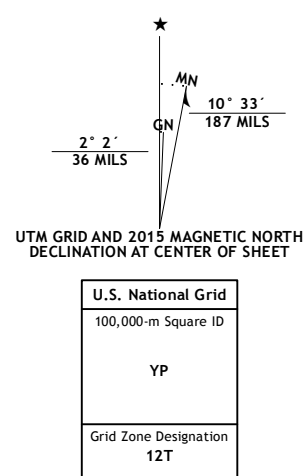 ★
MN
GN
10° 33´
187 MILS
2° 2´
36 MILS
UTM GRID AND 2015 MAGNETIC NORTH
DECLINATION AT CENTER OF SHEET
U.S. National Grid
100,000-m Square ID
YP
Grid Zone Designation
12T